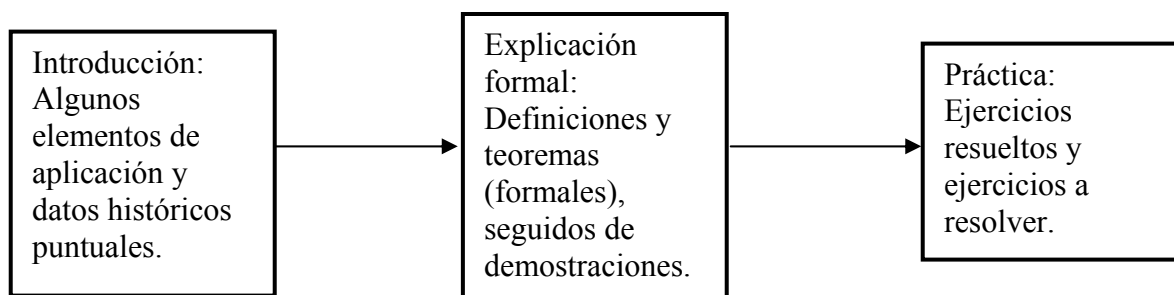 Introducción:
Algunos
elementos de
aplicación y
datos históricos
puntuales.
Explicación
formal:
Definiciones y
teoremas
(formales),
seguidos de
demostraciones.
Práctica:
Ejercicios
resueltos y
ejercicios a
resolver.